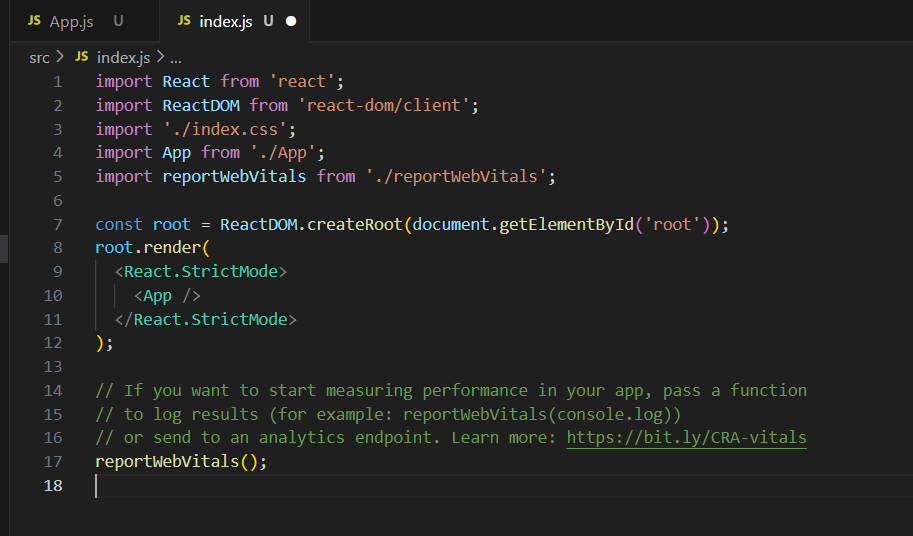 JS App.js U JS index.js U
src > JS index.js > ...
1 import React from 'react';
2 import ReactDOM from 'react-dom/client';
3 import './index.css';
4 import App from './App';
5 import reportWebVitals from './reportWebVitals';
6
7 const root = ReactDOM.createRoot(document.getElementById('root'));
8 root.render(
9   <React.StrictMode>
10     <App />
11   </React.StrictMode>
12 );
13
14 // If you want to start measuring performance in your app, pass a function
15 // to log results (for example: reportWebVitals(console.log))
16 // or send to an analytics endpoint. Learn more: https://bit.ly/CRA-vitals
17 reportWebVitals();
18